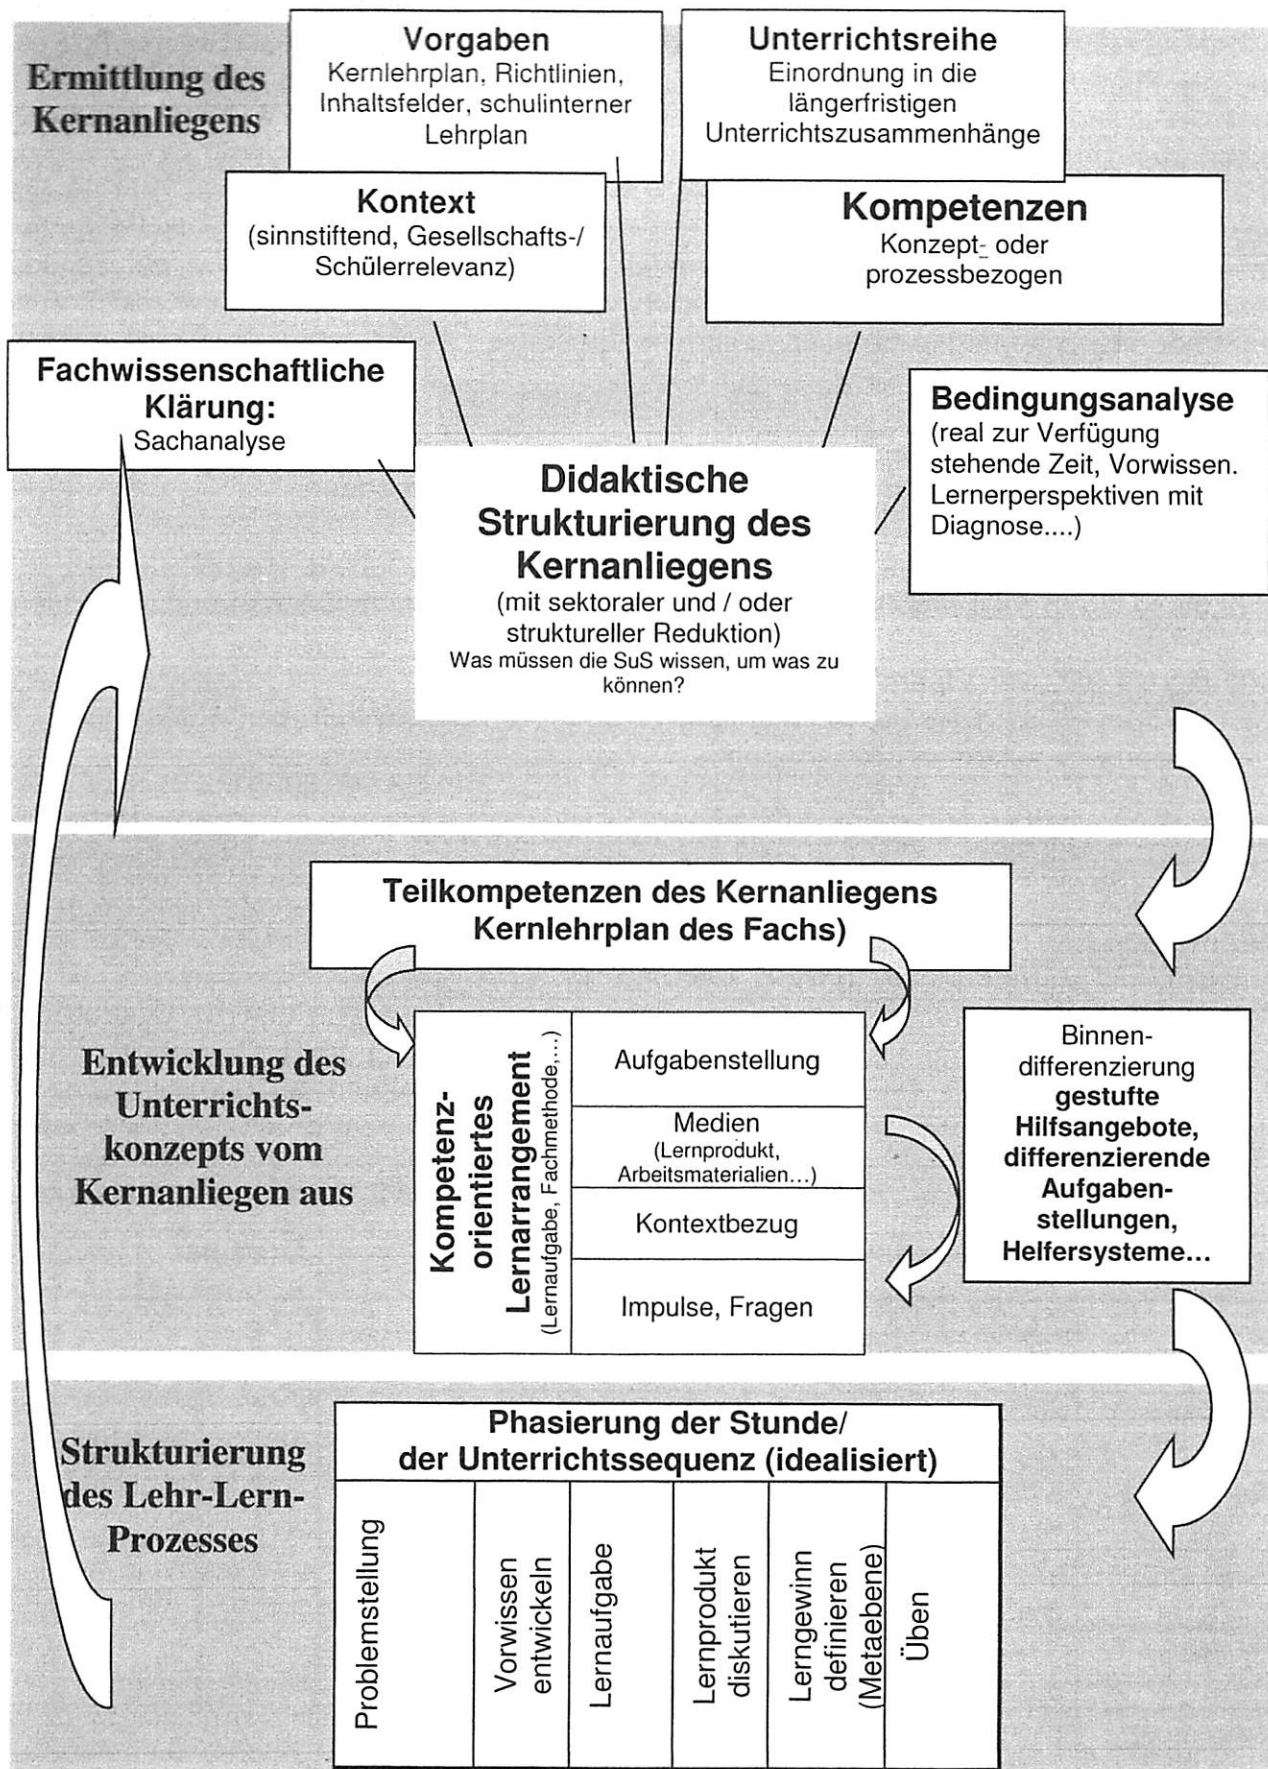 Ermittlung des
Kernanliegens
Vorgaben
Kernlehrplan, Richtlinien,
Inhaltsfelder, schulinterner
Lehrplan
Unterrichtsreihe
Einordnung in die
längerfristigen
Unterrichtszusammenhänge
Kontext
(sinnstiftend, Gesellschafts-/
Schülerrelevanz)
Kompetenzen
Konzept- oder
prozessbezogen
Fachwissenschaftliche
Klärung:
Sachanalyse
Bedingungsanalyse
(real zur Verfügung
stehende Zeit, Vorwissen.
Lernerperspektiven mit
Diagnose....)
Didaktische
Strukturierung des
Kernanliegens
(mit sektoraler und / oder
struktureller Reduktion)
Was müssen die SuS wissen, um was zu
können?
Teilkompetenzen des Kernanliegens
Kernlehrplan des Fachs)
Entwicklung des
Unterrichts-
konzepts vom
Kernanliegen aus
Kompetenz-
orientiertes
Lernarrangement
(Lernaufgabe, Fachmethode,...)
Aufgabenstellung
Medien
(Lernprodukt,
Arbeitsmaterialien...)
Kontextbezug
Impulse, Fragen
Binnen-
differenzierung
gestufte
Hilfsangebote,
differenzierende
Aufgaben-
stellungen,
Helfersysteme...
Strukturierung
des Lehr-Lern-
Prozesses
Phasierung der Stunde/
der Unterrichtssequenz (idealisiert)
Problemstellung
Vorwissen
entwickeln
Lernaufgabe
Lernprodukt
diskutieren
Lerngewinn
definieren
(Metaebene)
Üben